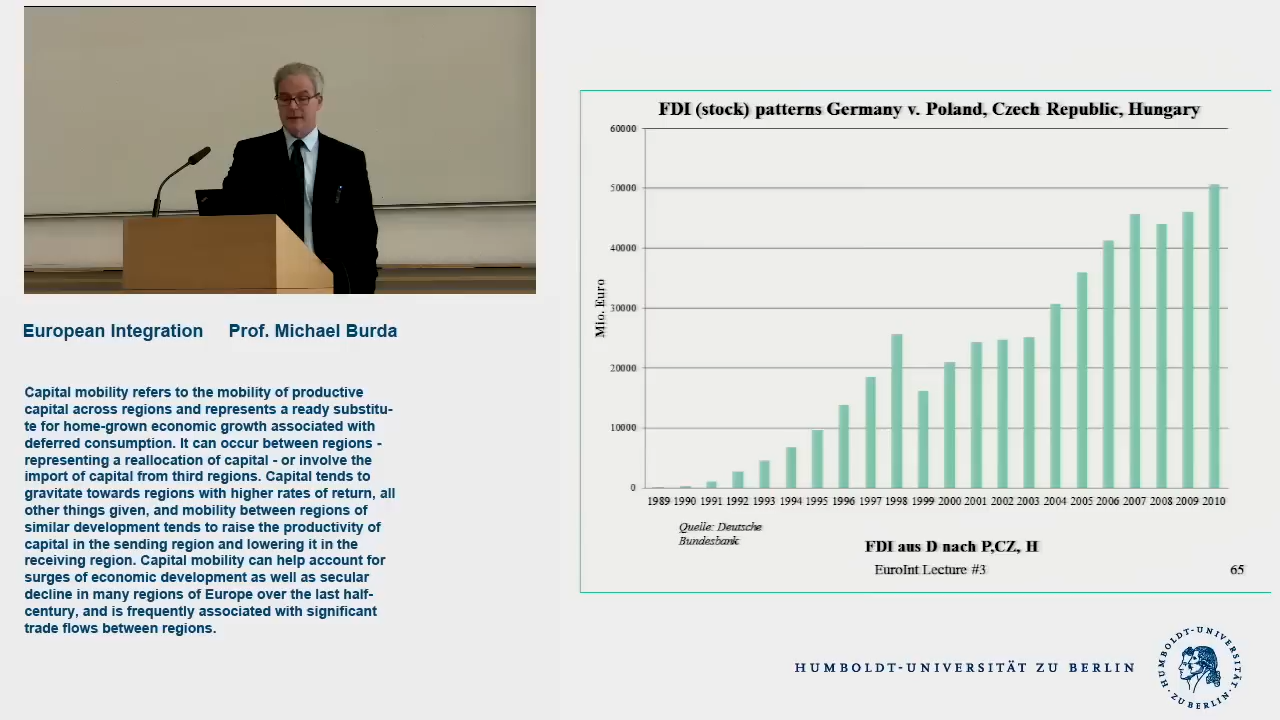 European Integration Prof. Michael Burda
Capital mobility refers to the mobility of productive
capital across regions and represents a ready substitu-
te for home-grown economic growth associated with
deferred consumption. It can occur between regions -
representing a reallocation of capital - or involve the
import of capital from third regions. Capital tends to
gravitate towards regions with higher rates of return, all
other things given, and mobility between regions of
similar development tends to raise the productivity of
capital in the sending region and lowering it in the
receiving region. Capital mobility can help account for
surges of economic development as well as secular
decline in many regions of Europe over the last half-
century, and is frequently associated with significant
trade flows between regions.
FDI (stock) patterns Germany v. Poland, Czech Republic, Hungary
60000
50000
40000
30000
20000
10000
0
Mio. Euro
1989 1990 1991 1992 1993 1994 1995 1996 1997 1998 1999 2000 2001 2002 2003 2004 2005 2006 2007 2008 2009 2010
Quelle: Deutsche
Bundesbank
FDI aus D nach P,CZ, H
EuroInt Lecture #3 65
HUMBOLDT-UNIVERSITÄT ZU BERLIN
HUMBOLDT-UNIVERSITÄT
ZU BERLIN